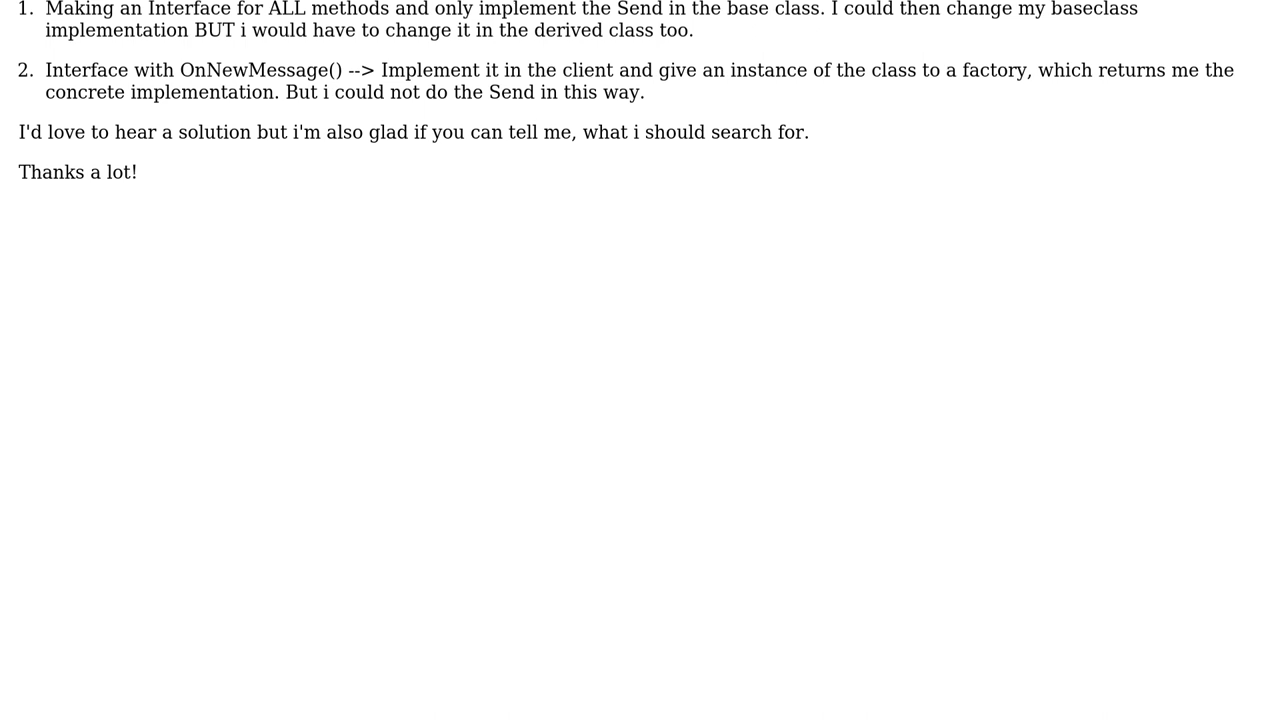 1. Making an Interface for ALL methods and only implement the Send in the base class. I could then change my baseclass
implementation BUT i would have to change it in the derived class too.
2. Interface with OnNewMessage() --> Implement it in the client and give an instance of the class to a factory, which returns me the
concrete implementation. But i could not do the Send in this way.
I'd love to hear a solution but i'm also glad if you can tell me, what i should search for.
Thanks a lot!